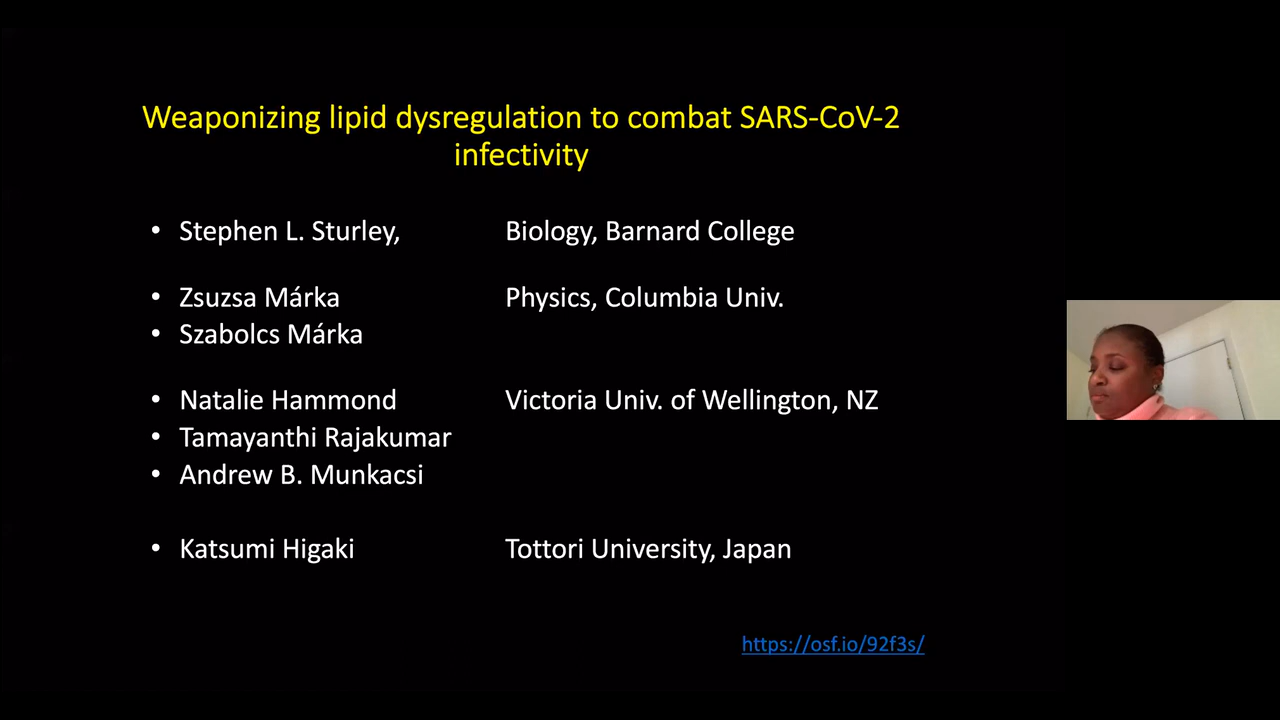 Weaponizing lipid dysregulation to combat SARS-CoV-2
infectivity
• Stephen L. Sturley, Biology, Barnard College
• Zsuzsa Márka Physics, Columbia Univ.
• Szabolcs Márka
• Natalie Hammond Victoria Univ. of Wellington, NZ
• Tamayanthi Rajakumar
• Andrew B. Munkacsi
• Katsumi Higaki Tottori University, Japan
https://osf.io/92f3s/